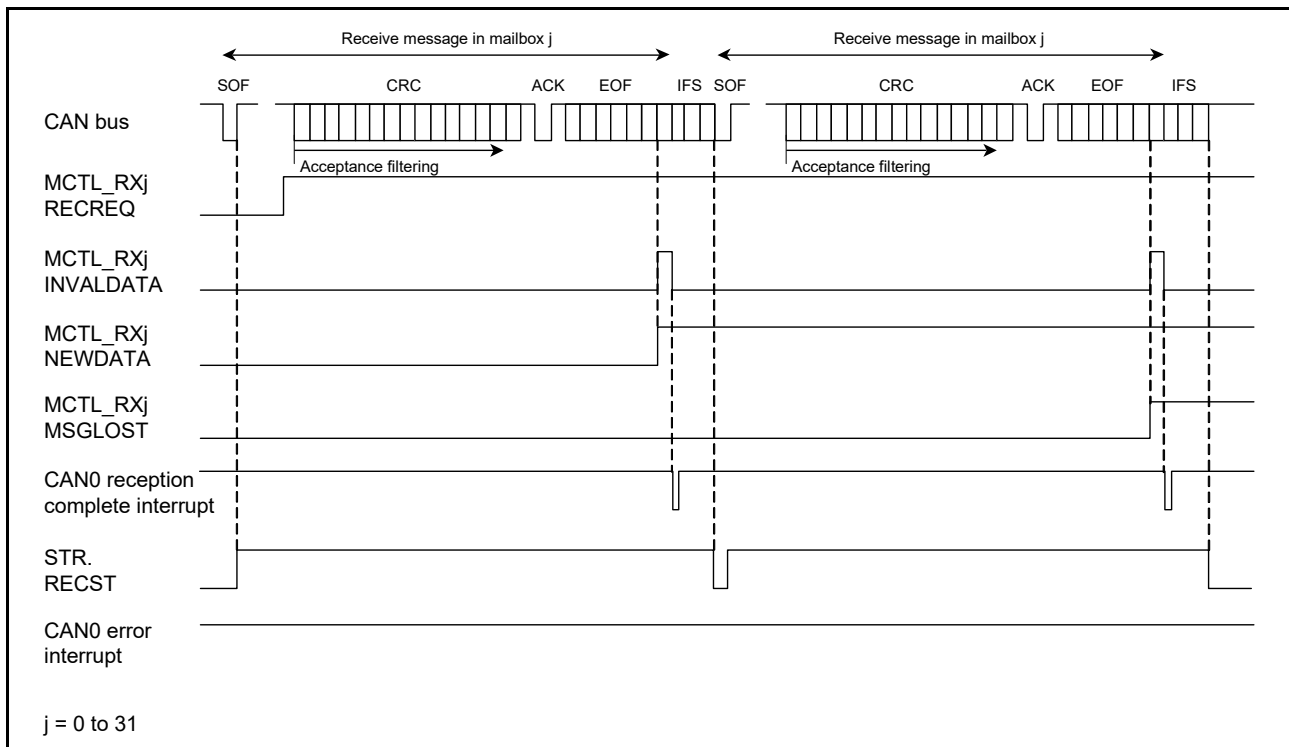 Receive message in mailbox j Receive message in mailbox j
SOF CRC ACK EOF IFS SOF CRC ACK EOF IFS
CAN bus
Acceptance filtering Acceptance filtering
MCTL_RXj
RECREQ
MCTL_RXj
INVALDATA
MCTL_RXj
NEWDATA
MCTL_RXj
MSGLOST
CAN0 reception
complete interrupt
STR.
RECST
CAN0 error
interrupt
j = 0 to 31